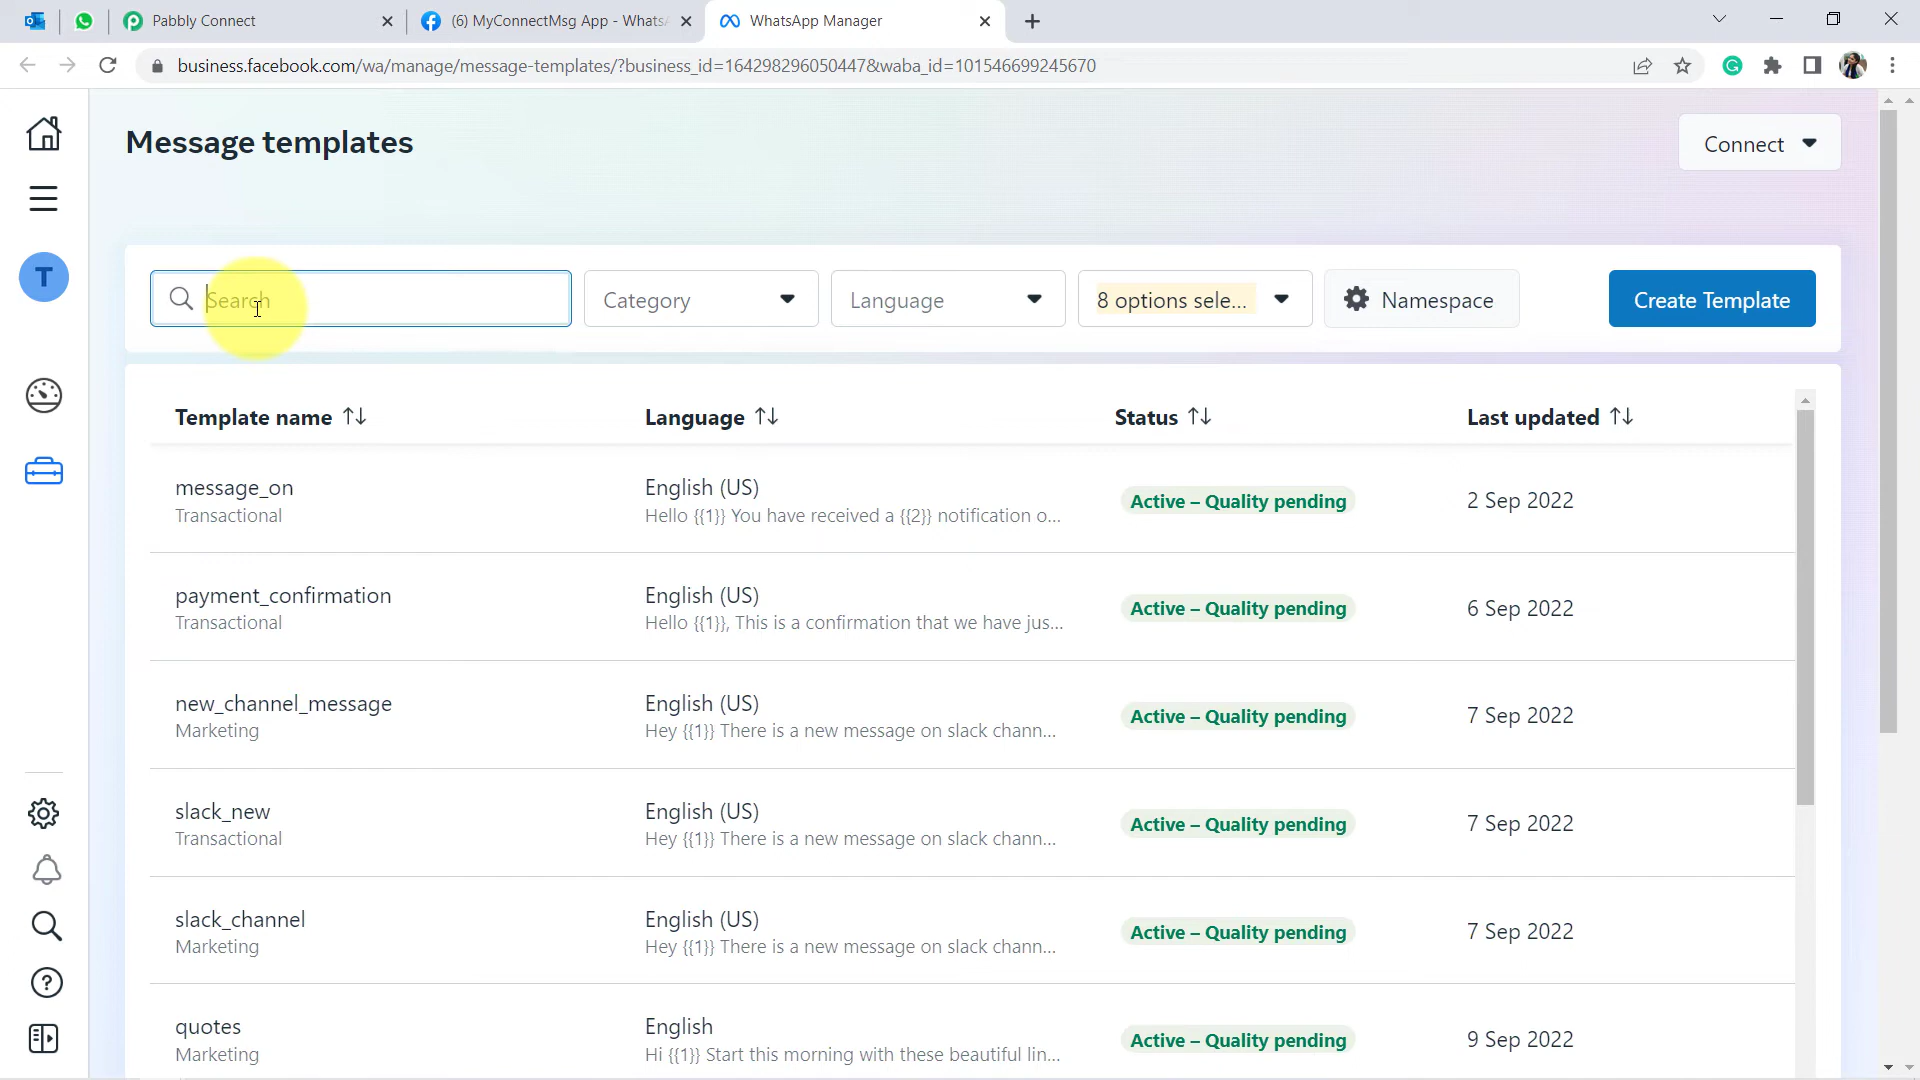 Pabbly Connect
(6) MyConnectMsg App - Whats
WhatsApp Manager
business.facebook.com/wa/manage/message-templates/?business_id=164298296050447&waba_id=101546699245670
Message templates
Connect
T
Search
Category
Language
8 options sele...
Namespace
Create Template
Template name
Language
Status
Last updated
message_on
English (US)
Active – Quality pending
2 Sep 2022
Transactional
Hello {{1}} You have received a {{2}} notification o...
payment_confirmation
English (US)
Active – Quality pending
6 Sep 2022
Transactional
Hello {{1}}, This is a confirmation that we have jus...
new_channel_message
English (US)
Active – Quality pending
7 Sep 2022
Marketing
Hey {{1}} There is a new message on slack chann...
slack_new
English (US)
Active – Quality pending
7 Sep 2022
Transactional
Hey {{1}} There is a new message on slack chann...
slack_channel
English (US)
Active – Quality pending
7 Sep 2022
Marketing
Hey {{1}} There is a new message on slack chann...
quotes
English
Active – Quality pending
9 Sep 2022
Marketing
Hi {{1}} Start this morning with these beautiful lin...